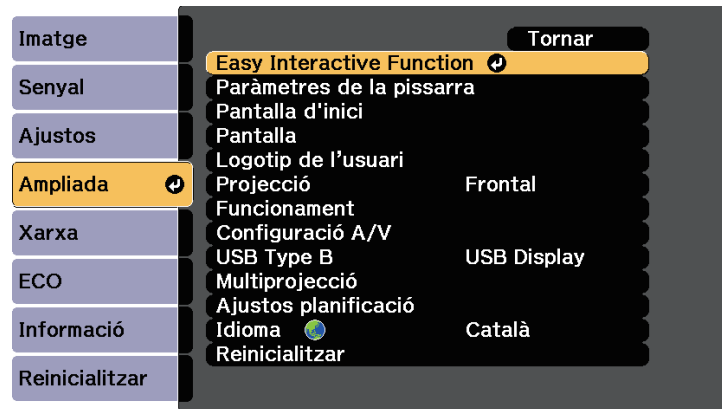 Imatge
Senyal
Ajustos
Ampliada
Xarxa
ECO
Informació
Reinicialitzar
Tornar
Easy Interactive Function
Paràmetres de la pissarra
Pantalla d'inici
Pantalla
Logotip de l’usuari
Projecció Frontal
Funcionament
Configuració A/V
USB Type B USB Display
Multiprojecció
Ajustos planificació
Idioma Català
Reinicialitzar